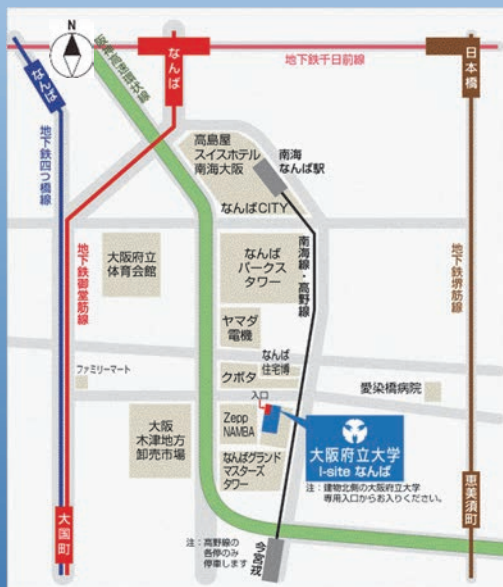 N
なんば
なんば
日本橋
地下鉄千日前線
阪神高速環状線
高島屋
スイスホテル
南海大阪
南海
なんば駅
なんばCITY
地下鉄四つ橋線
地下鉄御堂筋線
大阪府立
体育会館
なんば
パークス
タワー
南海線・高野線
地下鉄堺筋線
ヤマダ
電機
なんば
住宅博
ファミリーマート
クボタ
入口
愛染橋病院
大阪
木津地方
卸売市場
Zepp
NAMBA
大阪府立大学
I-site なんば
なんばグランド
マスターズ
タワー
注：建物北側の大阪府立大学
専用入口からお入りください。
大国町
恵美須町
注：高野線の
各停のみ
停車します
今宮戎